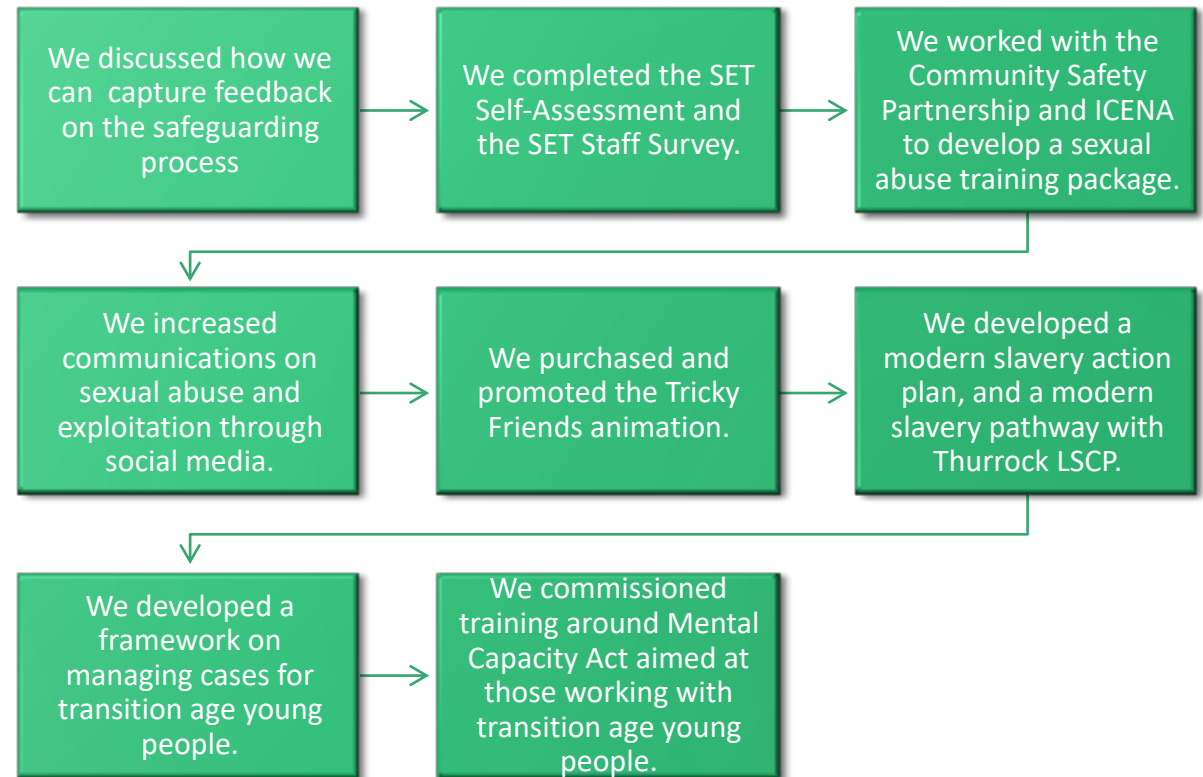 We discussed how we
can capture feedback
on the safeguarding
process
We completed the SET
Self-Assessment and
the SET Staff Survey.
We worked with the
Community Safety
Partnership and ICENA
to develop a sexual
abuse training package.
We increased
communications on
sexual abuse and
exploitation through
social media.
We purchased and
promoted the Tricky
Friends animation.
We developed a
modern slavery action
plan, and a modern
slavery pathway with
Thurrock LSCP.
We developed a
framework on
managing cases for
transition age young
people.
We commissioned
training around Mental
Capacity Act aimed at
those working with
transition age young
people.